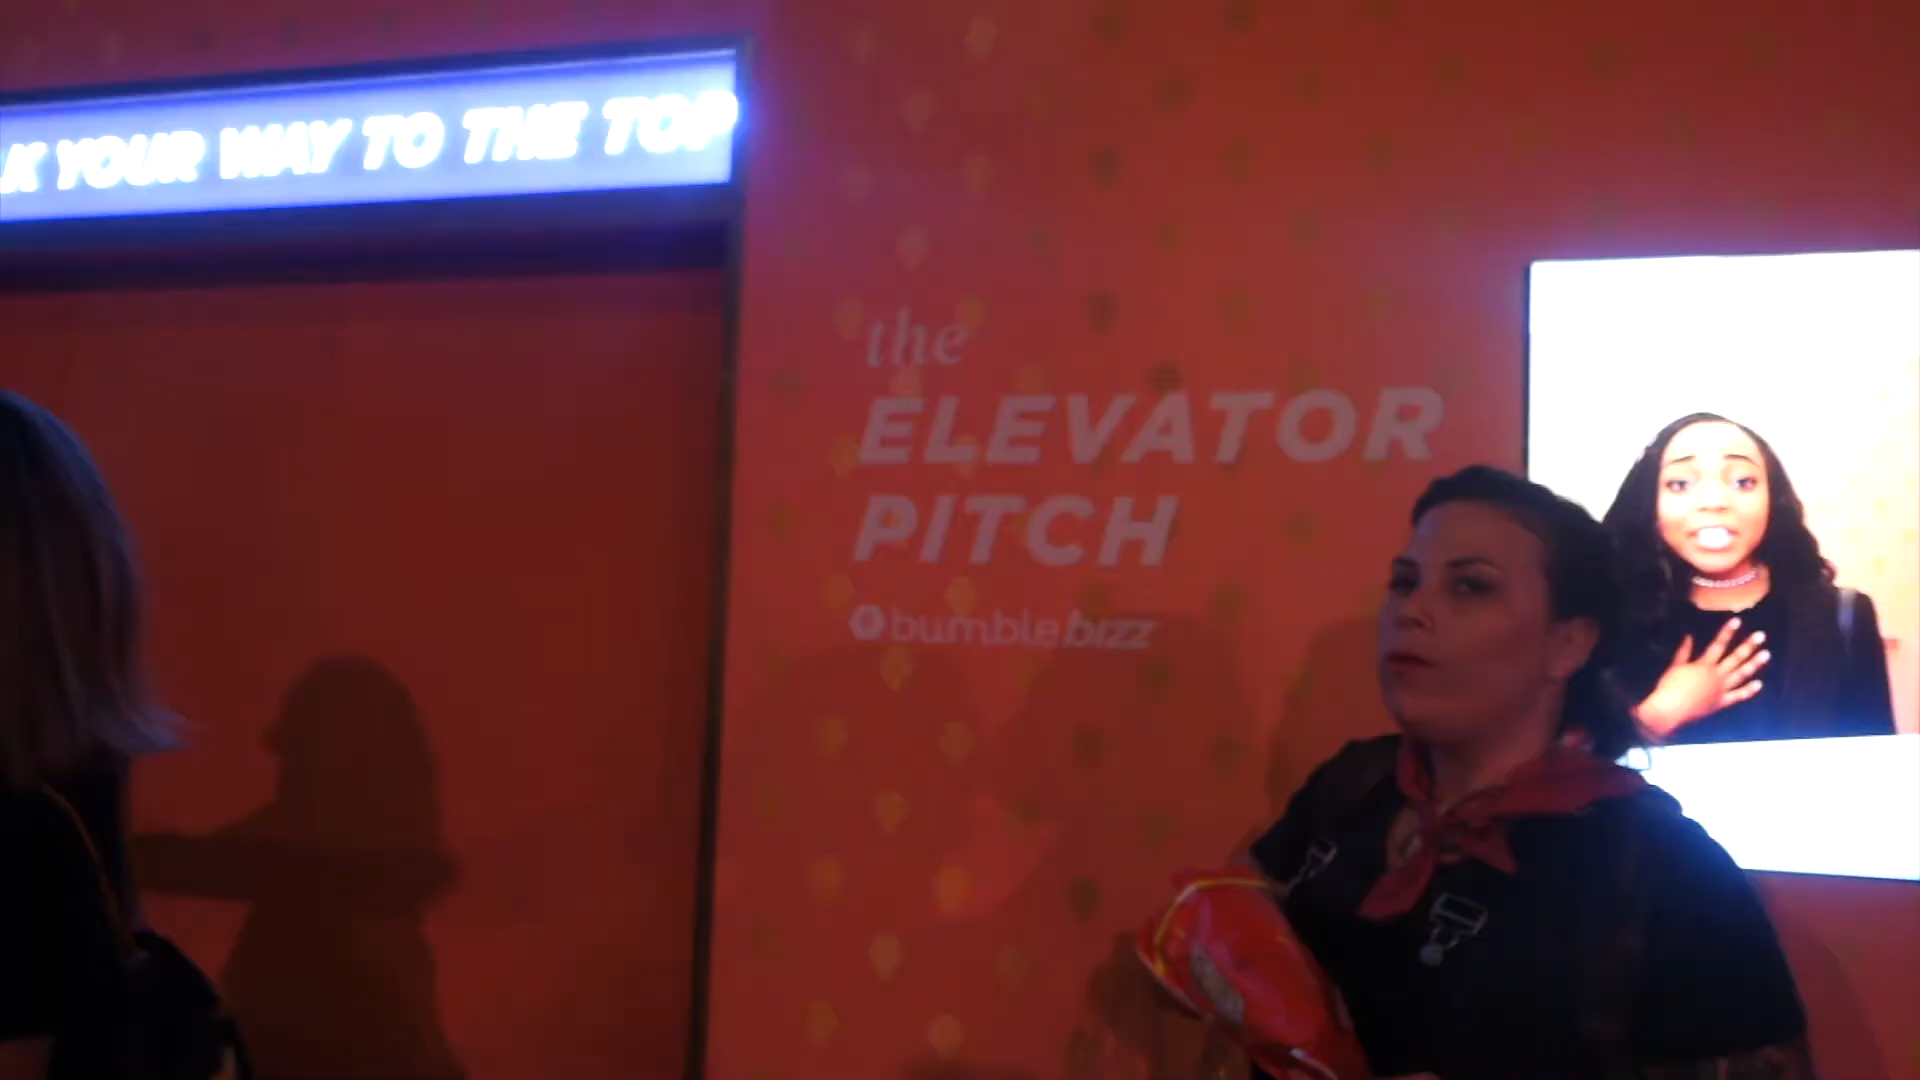 K YOUR WAY TO THE TOP
the
ELEVATOR
PITCH
bumble bizz